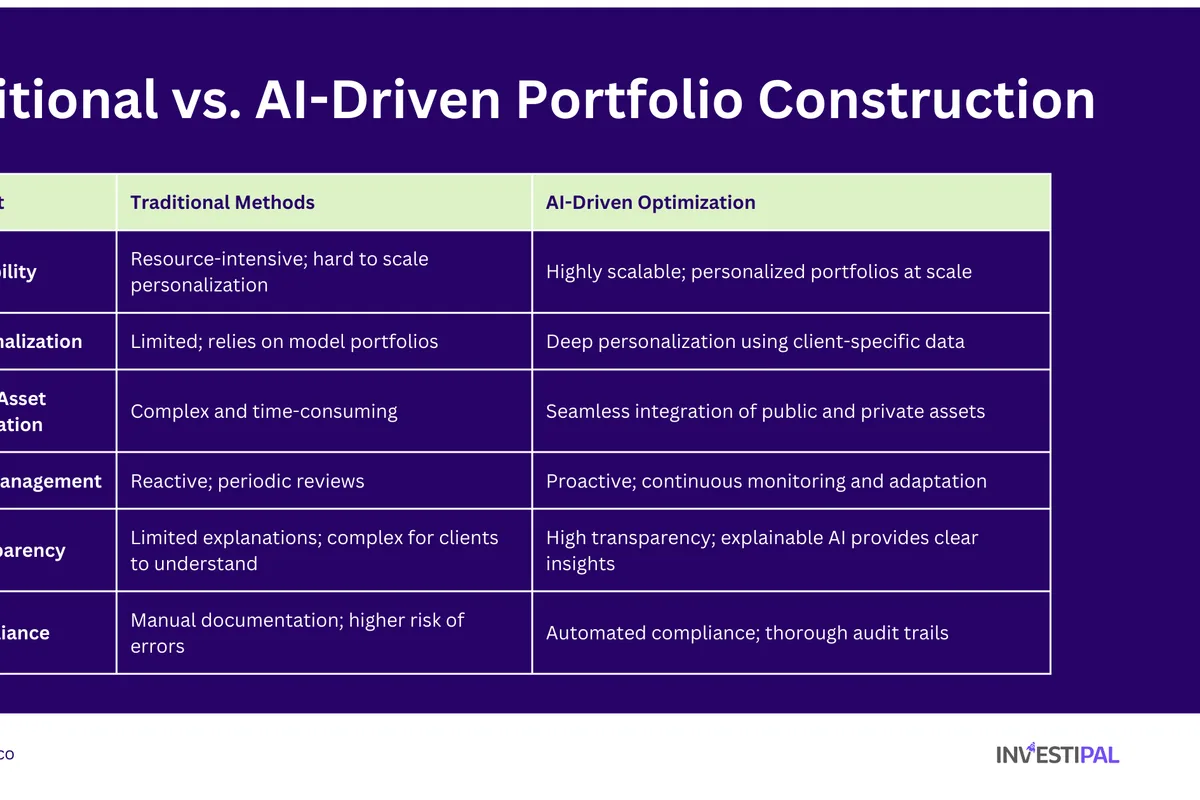 itional vs. AI-Driven Portfolio Construction
t Traditional Methods AI-Driven Optimization
ility Resource-intensive; hard to scale personalization Highly scalable; personalized portfolios at scale
nalization Limited; relies on model portfolios Deep personalization using client-specific data
Asset
ation Complex and time-consuming Seamless integration of public and private assets
anagement Reactive; periodic reviews Proactive; continuous monitoring and adaptation
parency Limited explanations; complex for clients to understand High transparency; explainable AI provides clear insights
liance Manual documentation; higher risk of errors Automated compliance; thorough audit trails
co
INVESTIPAL